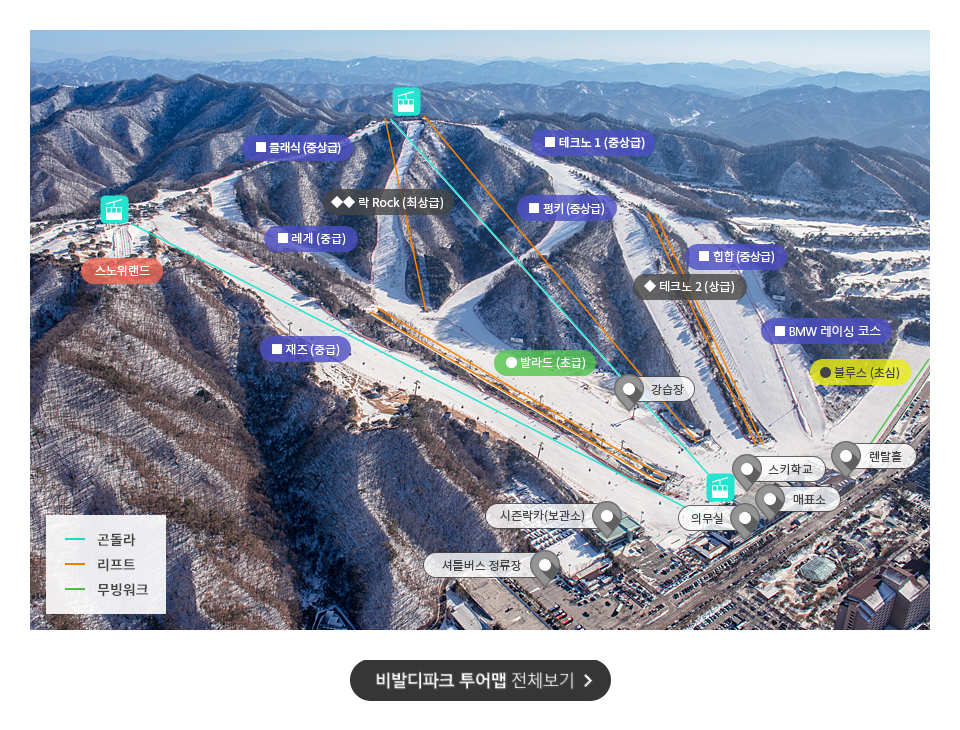 클래식 (중상급)
테크노 1 (중상급)
락 Rock (최상급)
펑키 (중상급)
레게 (중급)
힙합 (중상급)
스노위랜드
테크노 2 (상급)
BMW 레이싱 코스
재즈 (중급)
발라드 (초급)
블루스 (초심)
강습장
렌탈홀
스키학교
매표소
시즌락카(보관소)
의무실
셔틀버스 정류장
곤돌라
리프트
무빙워크
비발디파크 투어맵 전체보기